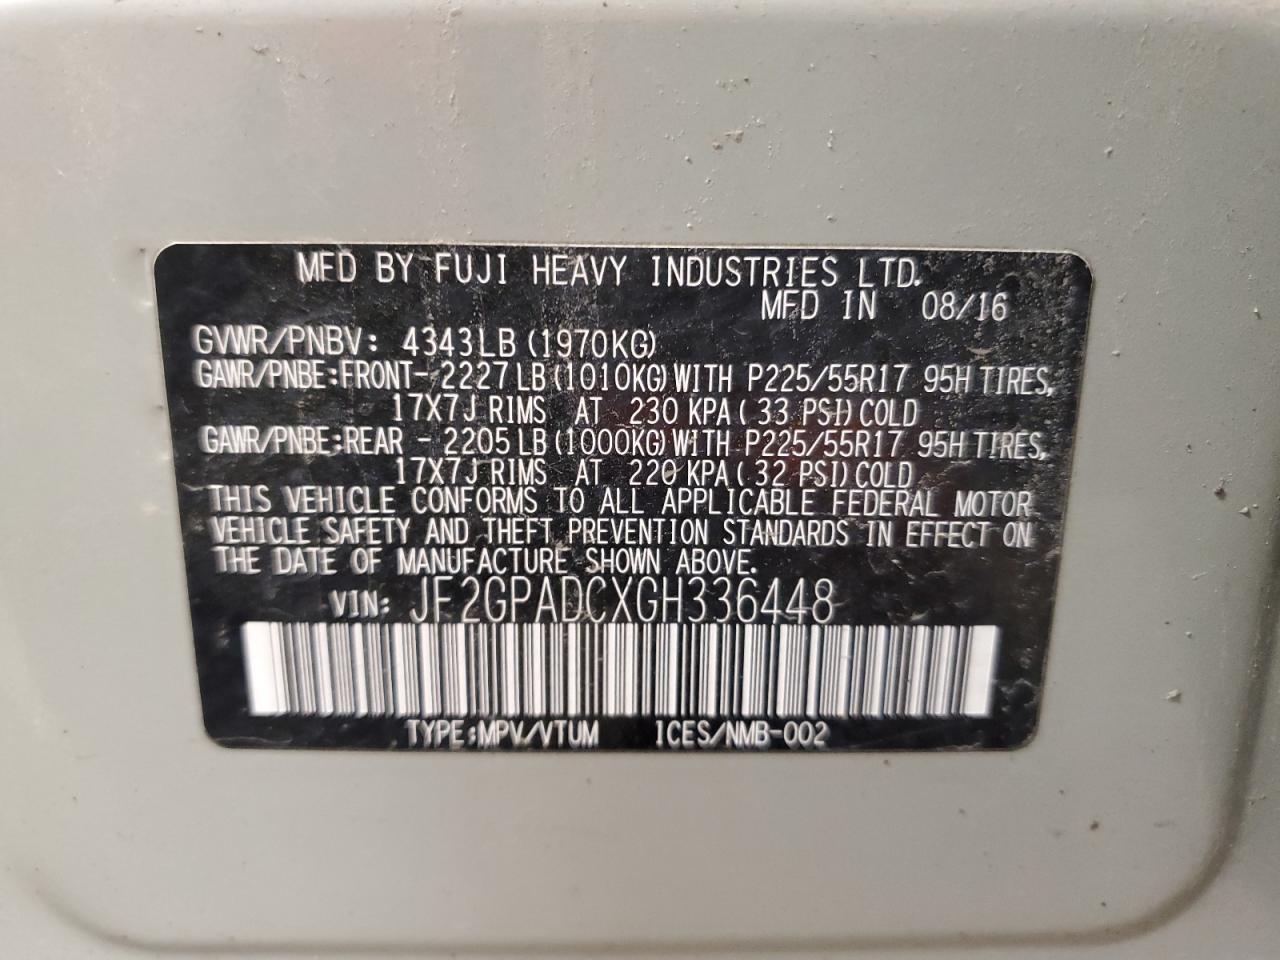 MFD BY FUJI HEAVY INDUSTRIES LTD.
MFD IN 08/16
GVWR/PNBV: 4343LB (1970KG)
GAWR/PNBE:FRONT- 2227LB (1010KG)WITH P225/55R17 95H TIRES,
17X7J RIMS AT 230 KPA ( 33 PSI) COLD
GAWR/PNBE:REAR - 2205LB (1000KG)WITH P225/55R17 95H TIRES,
17X7J RIMS AT 220 KPA ( 32 PSI) COLD
THIS VEHICLE CONFORMS TO ALL APPLICABLE FEDERAL MOTOR
VEHICLE SAFETY AND THEFT PREVENTION STANDARDS IN EFFECT ON
THE DATE OF MANUFACTURE SHOWN ABOVE.
VIN: JF2GPADCXGH336448
TYPE:MPV/VTUM ICES/NMB-002